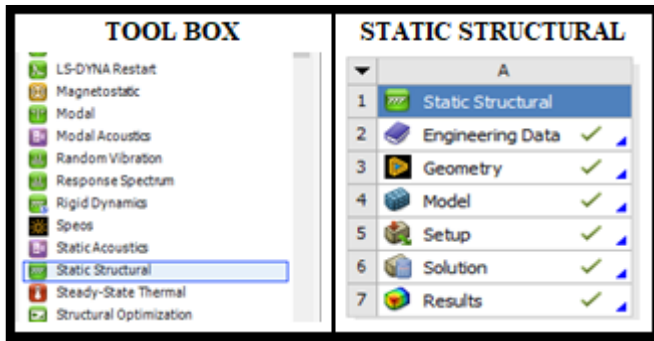 TOOL BOX
LS-DYNA Restart
Magnetostatic
Modal
Modal Acoustics
Random Vibration
Response Spectrum
Rigid Dynamics
Speos
Static Acoustics
Static Structural
Steady-State Thermal
Structural Optimization
STATIC STRUCTURAL
A
1 Static Structural
2 Engineering Data
3 Geometry
4 Model
5 Setup
6 Solution
7 Results